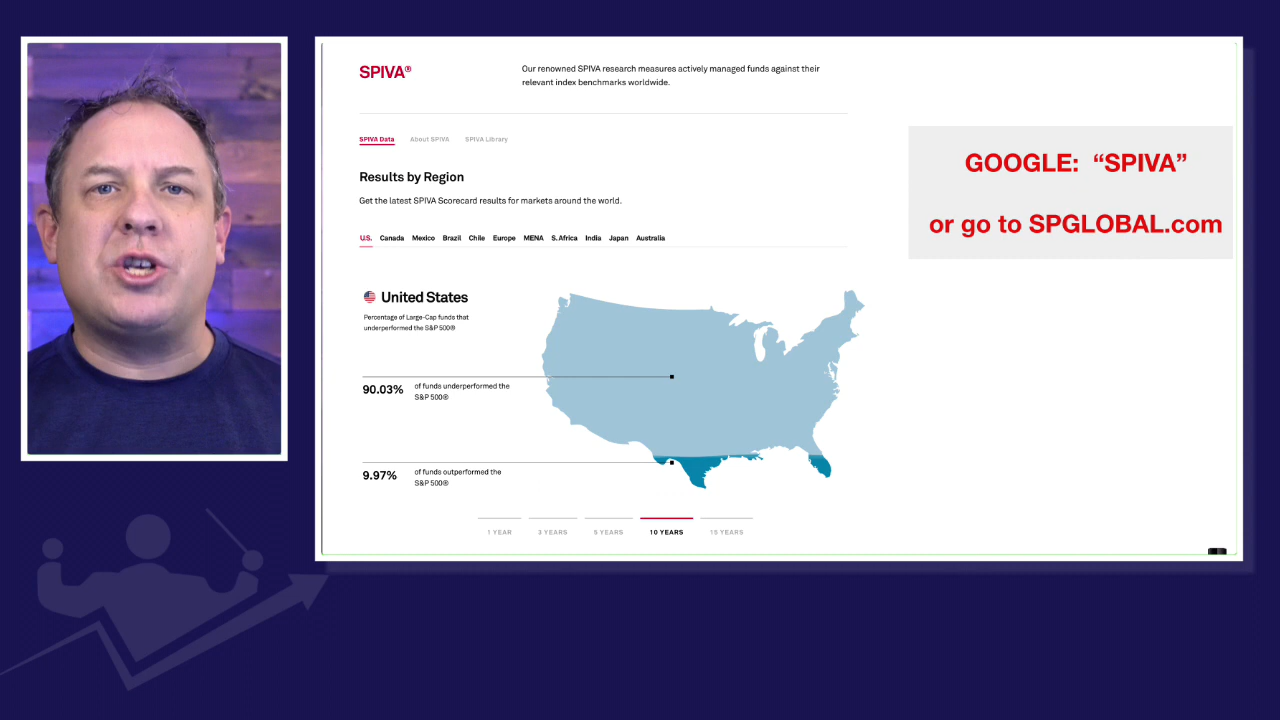 SPIVA®
Our renowned SPIVA research measures actively managed funds against their
relevant index benchmarks worldwide.
SPIVA Data About SPIVA SPIVA Library
Results by Region
Get the latest SPIVA Scorecard results for markets around the world.
U.S. Canada Mexico Brazil Chile Europe MENA S. Africa India Japan Australia
United States
Percentage of Large-Cap funds that
underperformed the S&P 500®
90.03% of funds underperformed the
S&P 500®
9.97% of funds outperformed the
S&P 500®
1 YEAR 3 YEARS 5 YEARS 10 YEARS 15 YEARS
GOOGLE: “SPIVA”
or go to SPGLOBAL.com